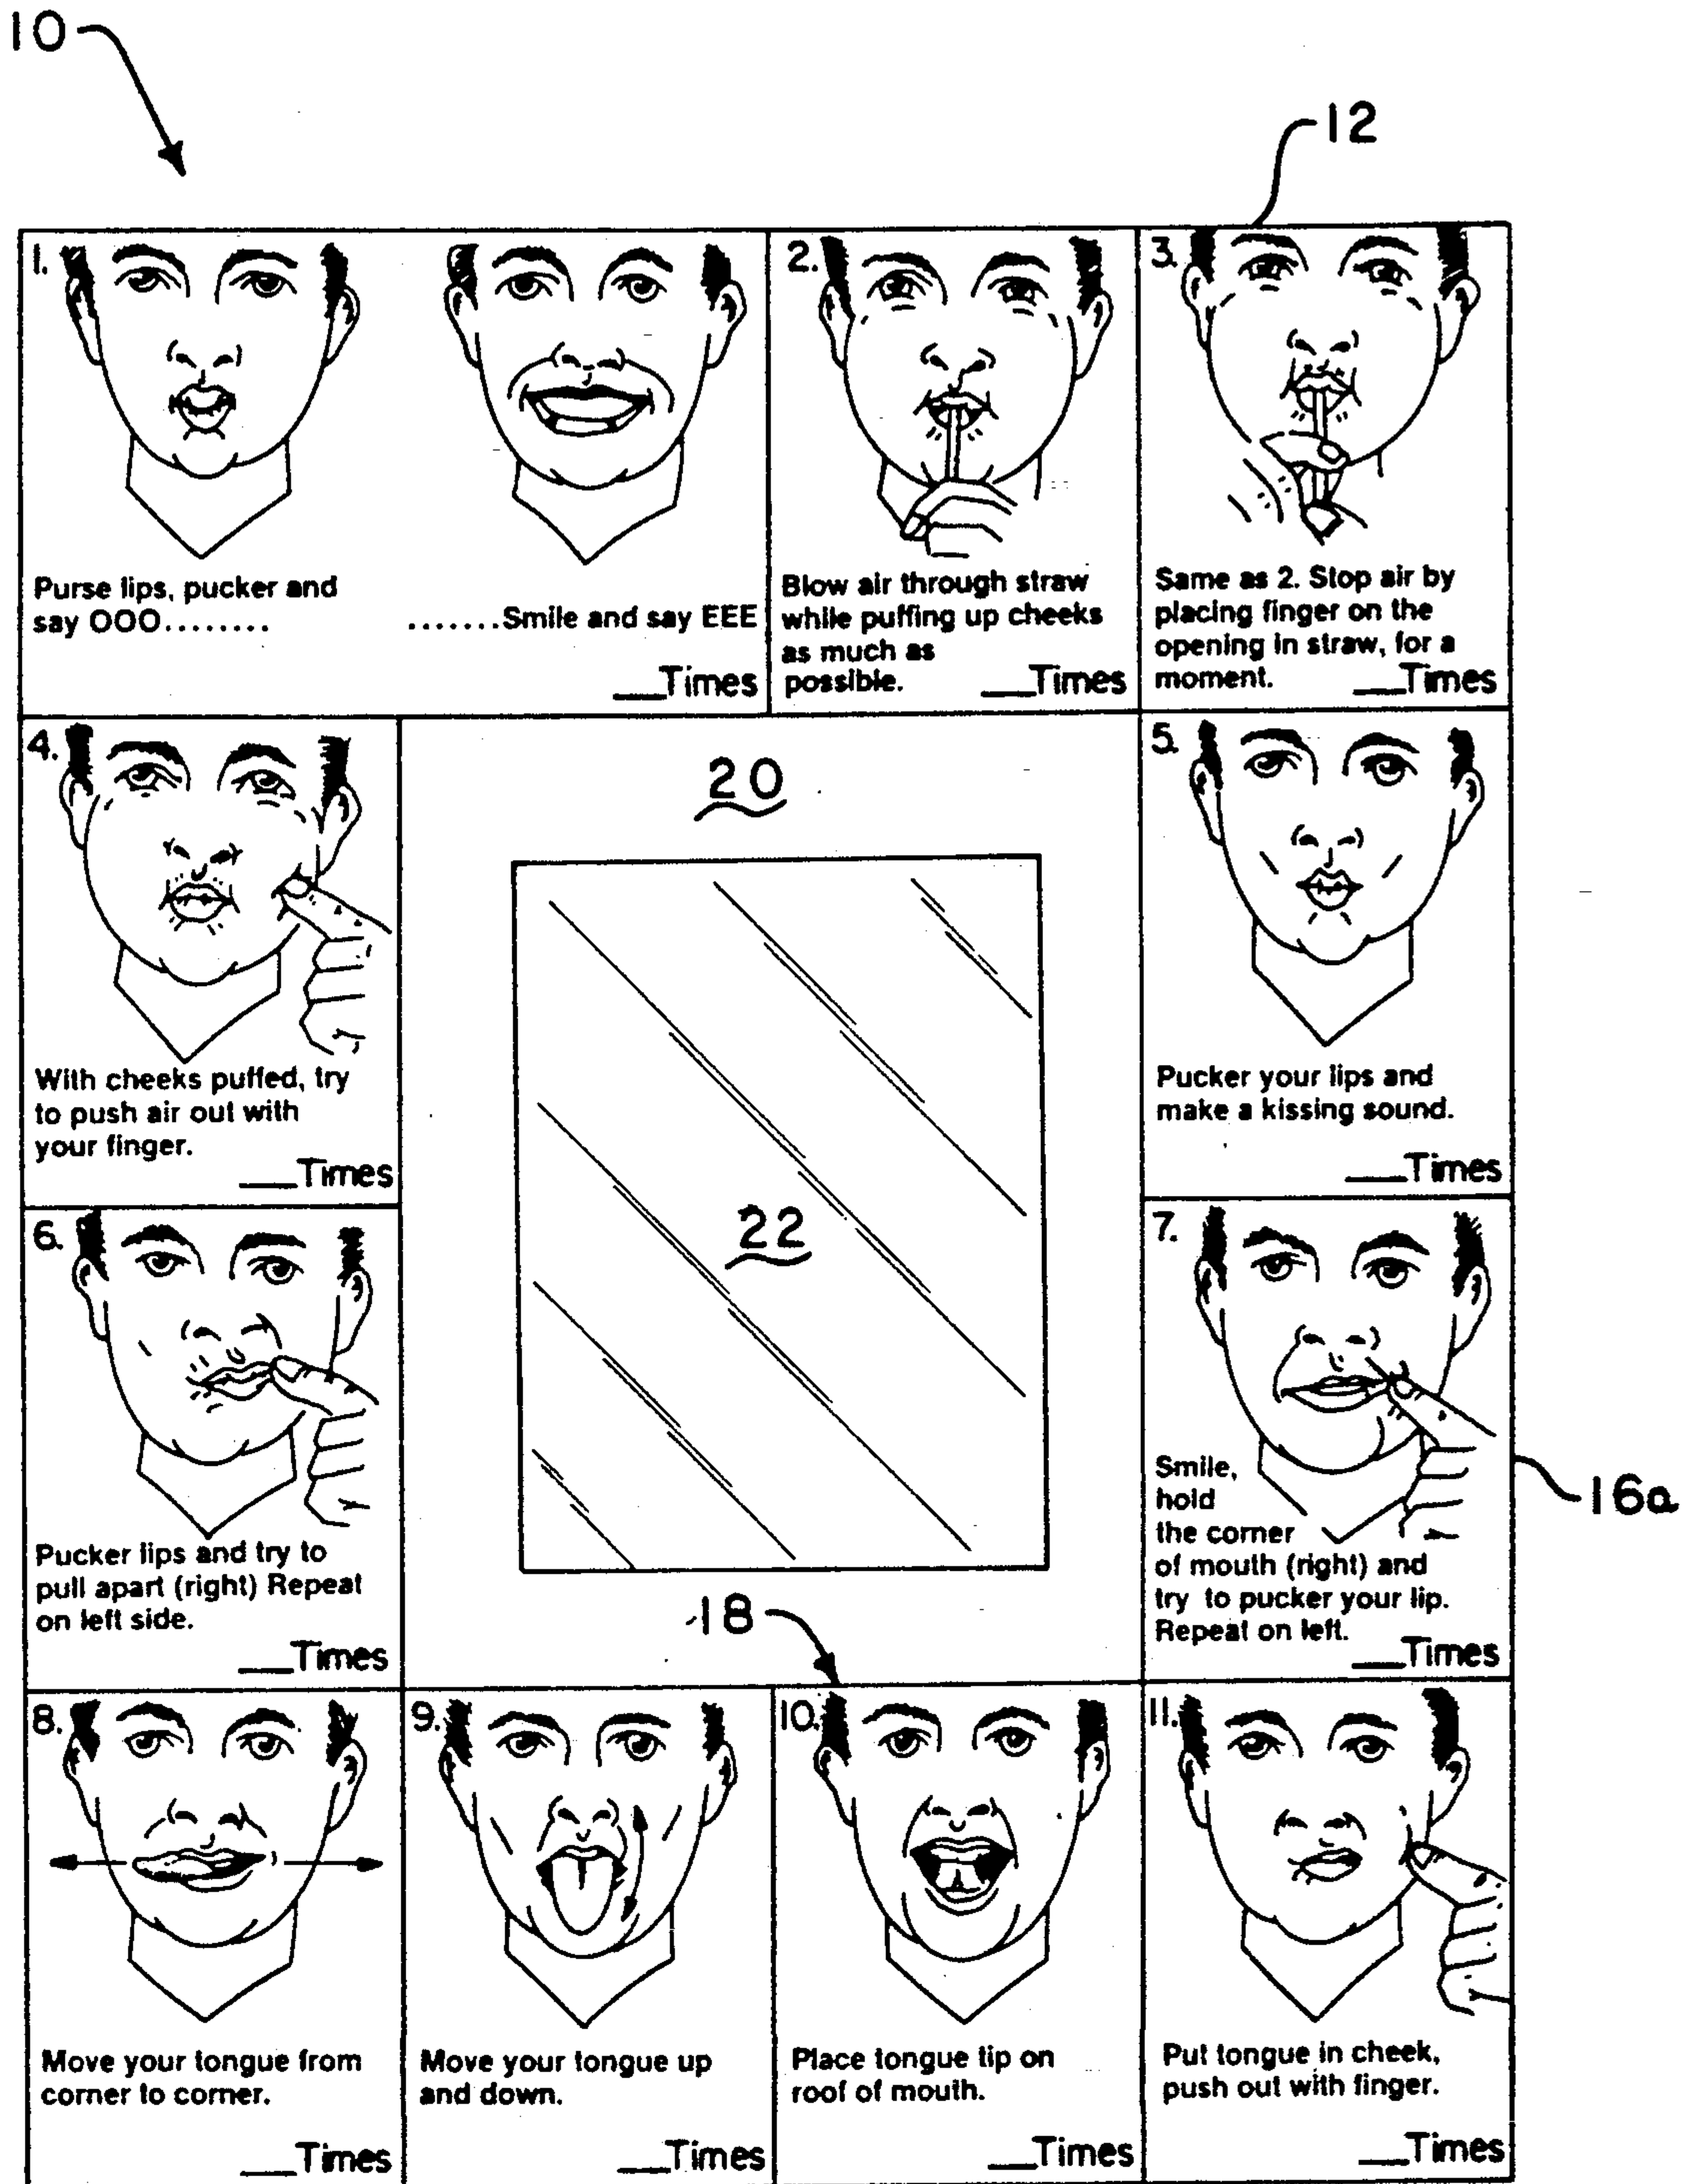 10
12
1.
Purse lips, pucker and
say OOO........
.......Smile and say EEE
__Times
2.
Blow air through straw
while puffing up cheeks
as much as
possible. __Times
3.
Same as 2. Stop air by
placing finger on the
opening in straw, for a
moment. __Times
4.
With cheeks puffed, try
to push air out with
your finger.
__Times
20
22
18
5.
Pucker your lips and
make a kissing sound.
__Times
6.
Pucker lips and try to
pull apart (right) Repeat
on left side.
__Times
7.
Smile,
hold
the corner
of mouth (right) and
try to pucker your lip.
Repeat on left.
__Times
16a
8.
Move your tongue from
corner to corner.
__Times
9.
Move your tongue up
and down.
__Times
10.
Place tongue tip on
roof of mouth.
__Times
11.
Put tongue in cheek,
push out with finger.
__Times